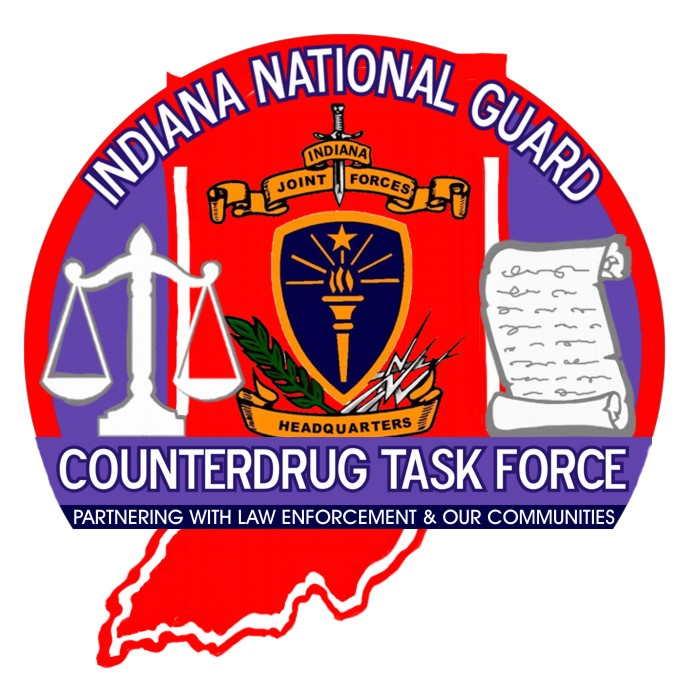 INDIANA NATIONAL GUARD
INDIANA
JOINT FORCES
HEADQUARTERS
COUNTERDRUG TASK FORCE
PARTNERING WITH LAW ENFORCEMENT & OUR COMMUNITIES